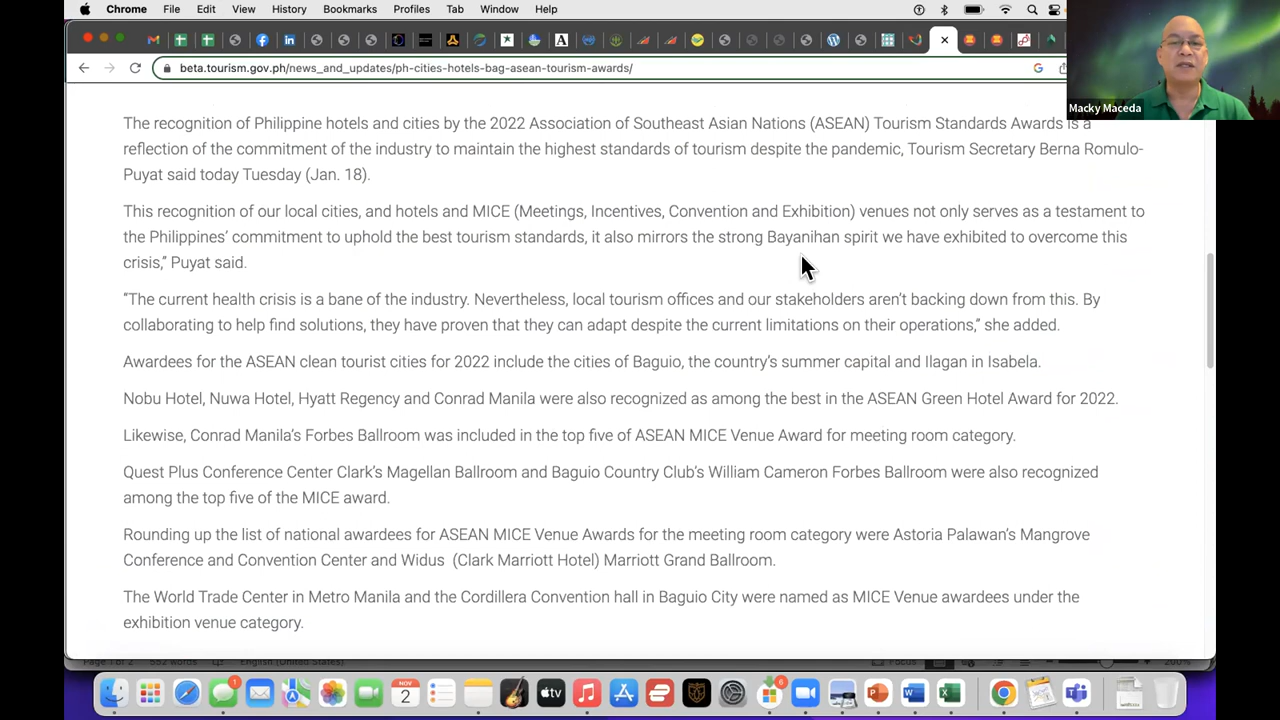 Chrome File Edit View History Bookmarks Profiles Tab Window Help
beta.tourism.gov.ph/news_and_updates/ph-cities-hotels-bag-asean-tourism-awards/
Macky Maceda
The recognition of Philippine hotels and cities by the 2022 Association of Southeast Asian Nations (ASEAN) Tourism Standards Awards is a
reflection of the commitment of the industry to maintain the highest standards of tourism despite the pandemic, Tourism Secretary Berna Romulo-
Puyat said today Tuesday (Jan. 18).
This recognition of our local cities, and hotels and MICE (Meetings, Incentives, Convention and Exhibition) venues not only serves as a testament to
the Philippines’ commitment to uphold the best tourism standards, it also mirrors the strong Bayanihan spirit we have exhibited to overcome this
crisis,” Puyat said.
“The current health crisis is a bane of the industry. Nevertheless, local tourism offices and our stakeholders aren’t backing down from this. By
collaborating to help find solutions, they have proven that they can adapt despite the current limitations on their operations,“ she added.
Awardees for the ASEAN clean tourist cities for 2022 include the cities of Baguio, the country’s summer capital and Ilagan in Isabela.
Nobu Hotel, Nuwa Hotel, Hyatt Regency and Conrad Manila were also recognized as among the best in the ASEAN Green Hotel Award for 2022.
Likewise, Conrad Manila’s Forbes Ballroom was included in the top five of ASEAN MICE Venue Award for meeting room category.
Quest Plus Conference Center Clark’s Magellan Ballroom and Baguio Country Club’s William Cameron Forbes Ballroom were also recognized
among the top five of the MICE award.
Rounding up the list of national awardees for ASEAN MICE Venue Awards for the meeting room category were Astoria Palawan’s Mangrove
Conference and Convention Center and Widus (Clark Marriott Hotel) Marriott Grand Ballroom.
The World Trade Center in Metro Manila and the Cordillera Convention hall in Baguio City were named as MICE Venue awardees under the
exhibition venue category.
Page 1 of 2 552 words English (United States) Focus 200%
NOV
2
tv